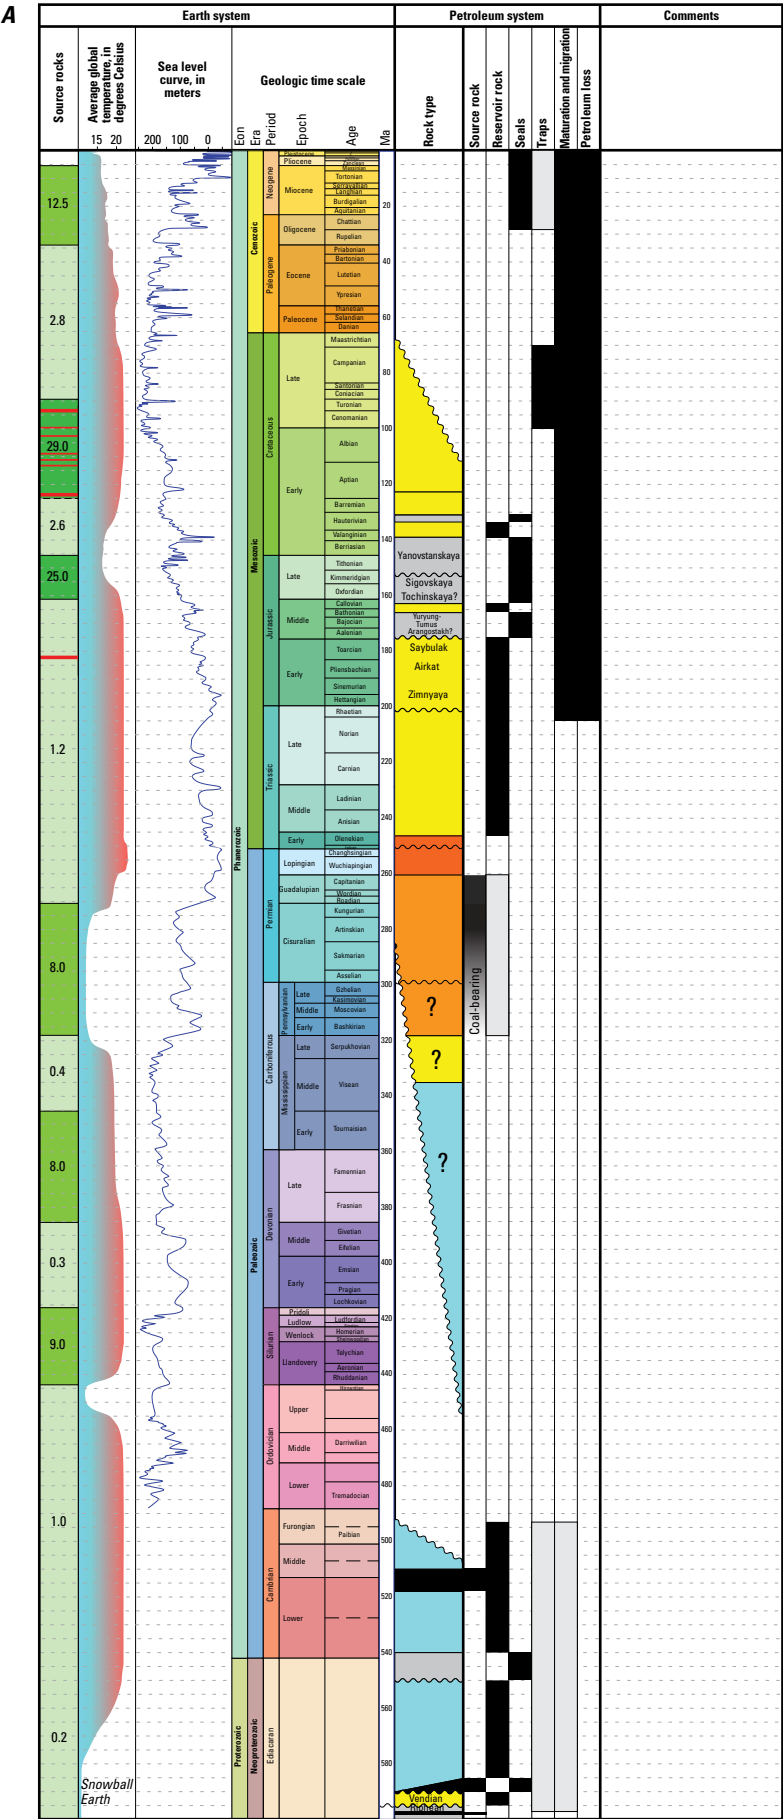 A
Earth system
Petroleum system
Comments
Source rocks
Average global temperature, in degrees Celsius
Sea level curve, in meters
Geologic time scale
Rock type
Source rock
Reservoir rock
Seals
Traps
Maturation and migration
Petroleum loss
Eon
Era
Period
Epoch
Age
Ma
15 20
200 100 0
12.5
2.8
29.0
2.6
25.0
1.2
8.0
0.4
8.0
0.3
9.0
1.0
0.2
Snowball
Earth
Phanerozoic
Proterozoic
Cenozoic
Mesozoic
Paleozoic
Neoproterozoic
Neogene
Paleogene
Cretaceous
Jurassic
Triassic
Permian
Carboniferous
Pennsylvanian
Mississippian
Devonian
Silurian
Ordovician
Cambrian
Ediacaran
Pleistocene
Pliocene
Miocene
Oligocene
Eocene
Paleocene
Late
Early
Late
Middle
Early
Late
Middle
Early
Lopingian
Guadalupian
Cisuralian
Late
Middle
Early
Late
Middle
Early
Late
Middle
Early
Pridoli
Ludlow
Wenlock
Llandovery
Upper
Middle
Lower
Furongian
Middle
Lower
Zanclean
Messinian
Tortonian
Serravallian
Langhian
Burdigalian
Aquitanian
Chattian
Rupelian
Priabonian
Bartonian
Lutetian
Ypresian
Thanetian
Selandian
Danian
Maastrichtian
Campanian
Santonian
Coniacian
Turonian
Cenomanian
Albian
Aptian
Barremian
Hauterivian
Valanginian
Berriasian
Tithonian
Kimmeridgian
Oxfordian
Callovian
Bathonian
Bajocian
Aalenian
Toarcian
Pliensbachian
Sinemurian
Hettangian
Rhaetian
Norian
Carnian
Ladinian
Anisian
Olenekian
Changhsingian
Wuchiapingian
Capitanian
Wordian
Roadian
Kungurian
Artinskian
Sakmarian
Asselian
Gzhelian
Kasimovian
Moscovian
Bashkirian
Serpukhovian
Visean
Tournaisian
Famennian
Frasnian
Givetian
Eifelian
Emsian
Pragian
Lochkovian
Ludfordian
Homerian
Sheinwoodian
Telychian
Aeronian
Rhuddanian
Hirnantian
Darriwilian
Tremadocian
Paibian
20
40
60
80
100
120
140
160
180
200
220
240
260
280
300
320
340
360
380
400
420
440
460
480
500
520
540
560
580
Yanovstanskaya
Sigovskaya
Tochinskaya?
Yuryung-
Tumus
Arangostakh?
Saybulak
Airkat
Zimnyaya
?
?
?
Coal-bearing
Vendian
Riphean